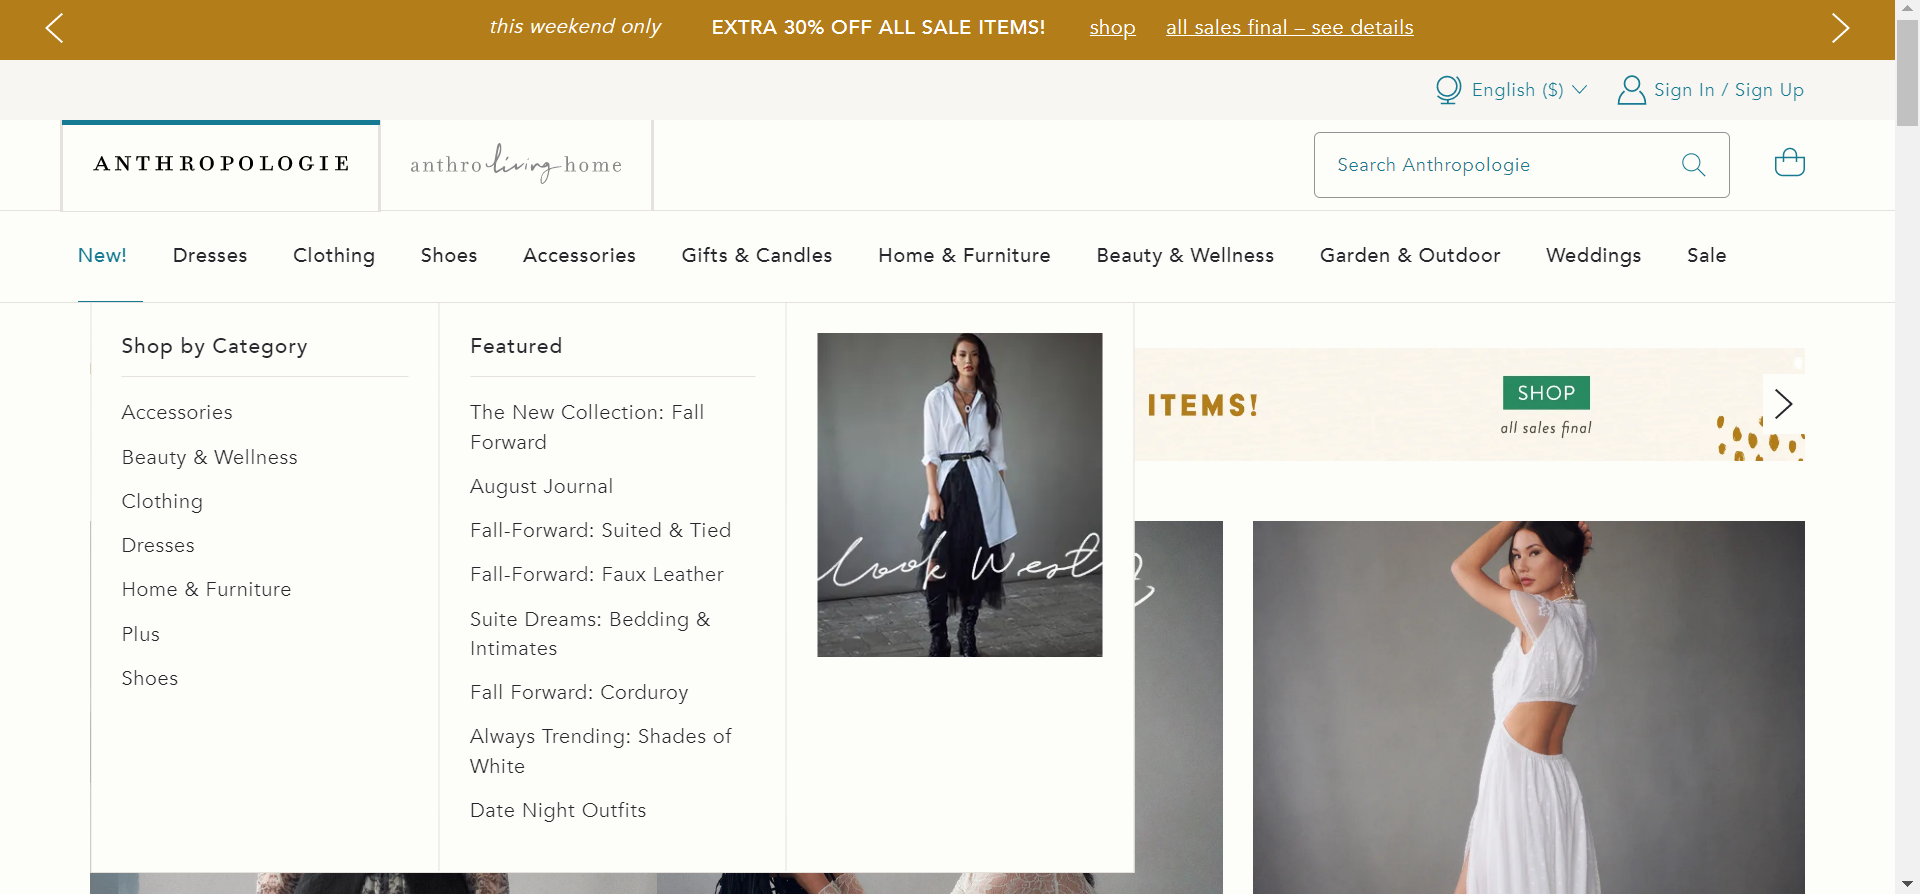 this weekend only EXTRA 30% OFF ALL SALE ITEMS! shop all sales final – see details
English ($) Sign In / Sign Up
ANTHROPOLOGIE anthroliving home Search Anthropologie
New! Dresses Clothing Shoes Accessories Gifts & Candles Home & Furniture Beauty & Wellness Garden & Outdoor Weddings Sale
Shop by Category
Accessories
Beauty & Wellness
Clothing
Dresses
Home & Furniture
Plus
Shoes
Featured
The New Collection: Fall
Forward
August Journal
Fall-Forward: Suited & Tied
Fall-Forward: Faux Leather
Suite Dreams: Bedding &
Intimates
Fall Forward: Corduroy
Always Trending: Shades of
White
Date Night Outfits
Look West
ITEMS!
SHOP
all sales final